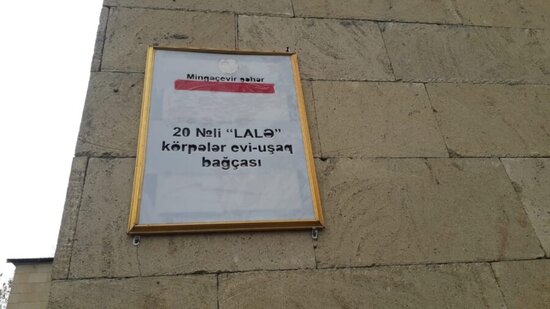 Mingəçevir şəhər
20 №li “LALƏ”
körpələr evi-uşaq
bağçası